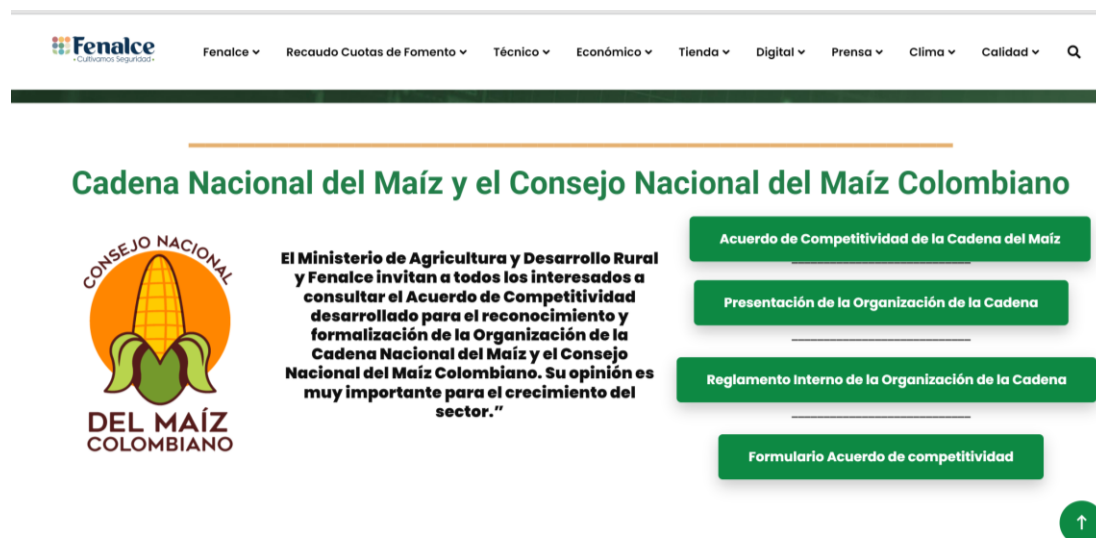 Fenalce
•Cultivamos Seguridad•
Fenalce
Recaudo Cuotas de Fomento
Técnico
Económico
Tienda
Digital
Prensa
Clima
Calidad
Cadena Nacional del Maíz y el Consejo Nacional del Maíz Colombiano
CONSEJO NACIONAL
DEL MAÍZ
COLOMBIANO
El Ministerio de Agricultura y Desarrollo Rural
y Fenalce invitan a todos los interesados a
consultar el Acuerdo de Competitividad
desarrollado para el reconocimiento y
formalización de la Organización de la
Cadena Nacional del Maíz y el Consejo
Nacional del Maíz Colombiano. Su opinión es
muy importante para el crecimiento del
sector.”
Acuerdo de Competitividad de la Cadena del Maíz
Presentación de la Organización de la Cadena
Reglamento Interno de la Organización de la Cadena
Formulario Acuerdo de competitividad